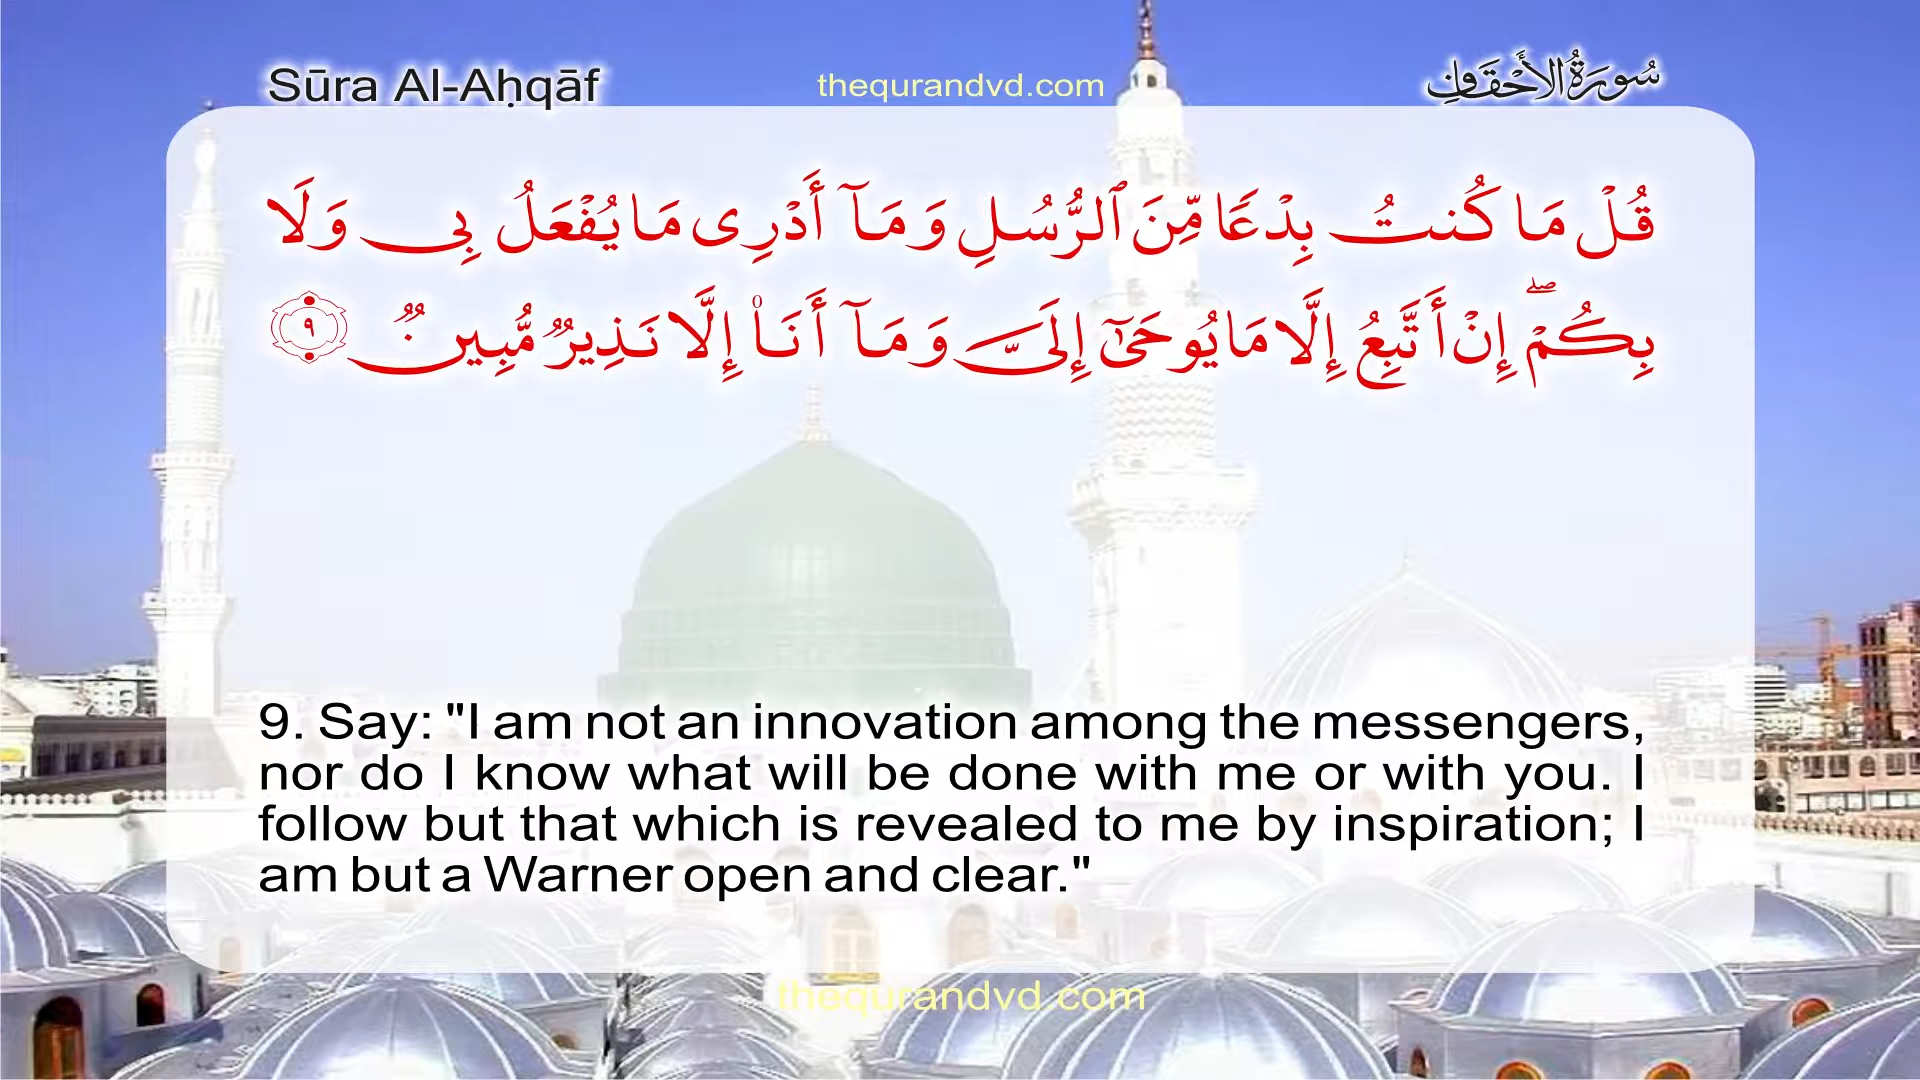 Sūra Al-Aḥqāf
thequrandvd.com
سُورَةُ الأَحْقَاف
قُلْ مَا كُنتُ بِدْعًا مِّنَ ٱلرُّسُلِ وَمَآ أَدْرِى مَا يُفْعَلُ بِى وَلَا
بِكُمْ ۖ إِنْ أَتَّبِعُ إِلَّا مَا يُوحَىٰٓ إِلَىَّ وَمَآ أَنَا۠ إِلَّا نَذِيرٌ مُّبِينٌ ٩
9. Say: "I am not an innovation among the messengers,
nor do I know what will be done with me or with you. I
follow but that which is revealed to me by inspiration; I
am but a Warner open and clear."
thequrandvd.com